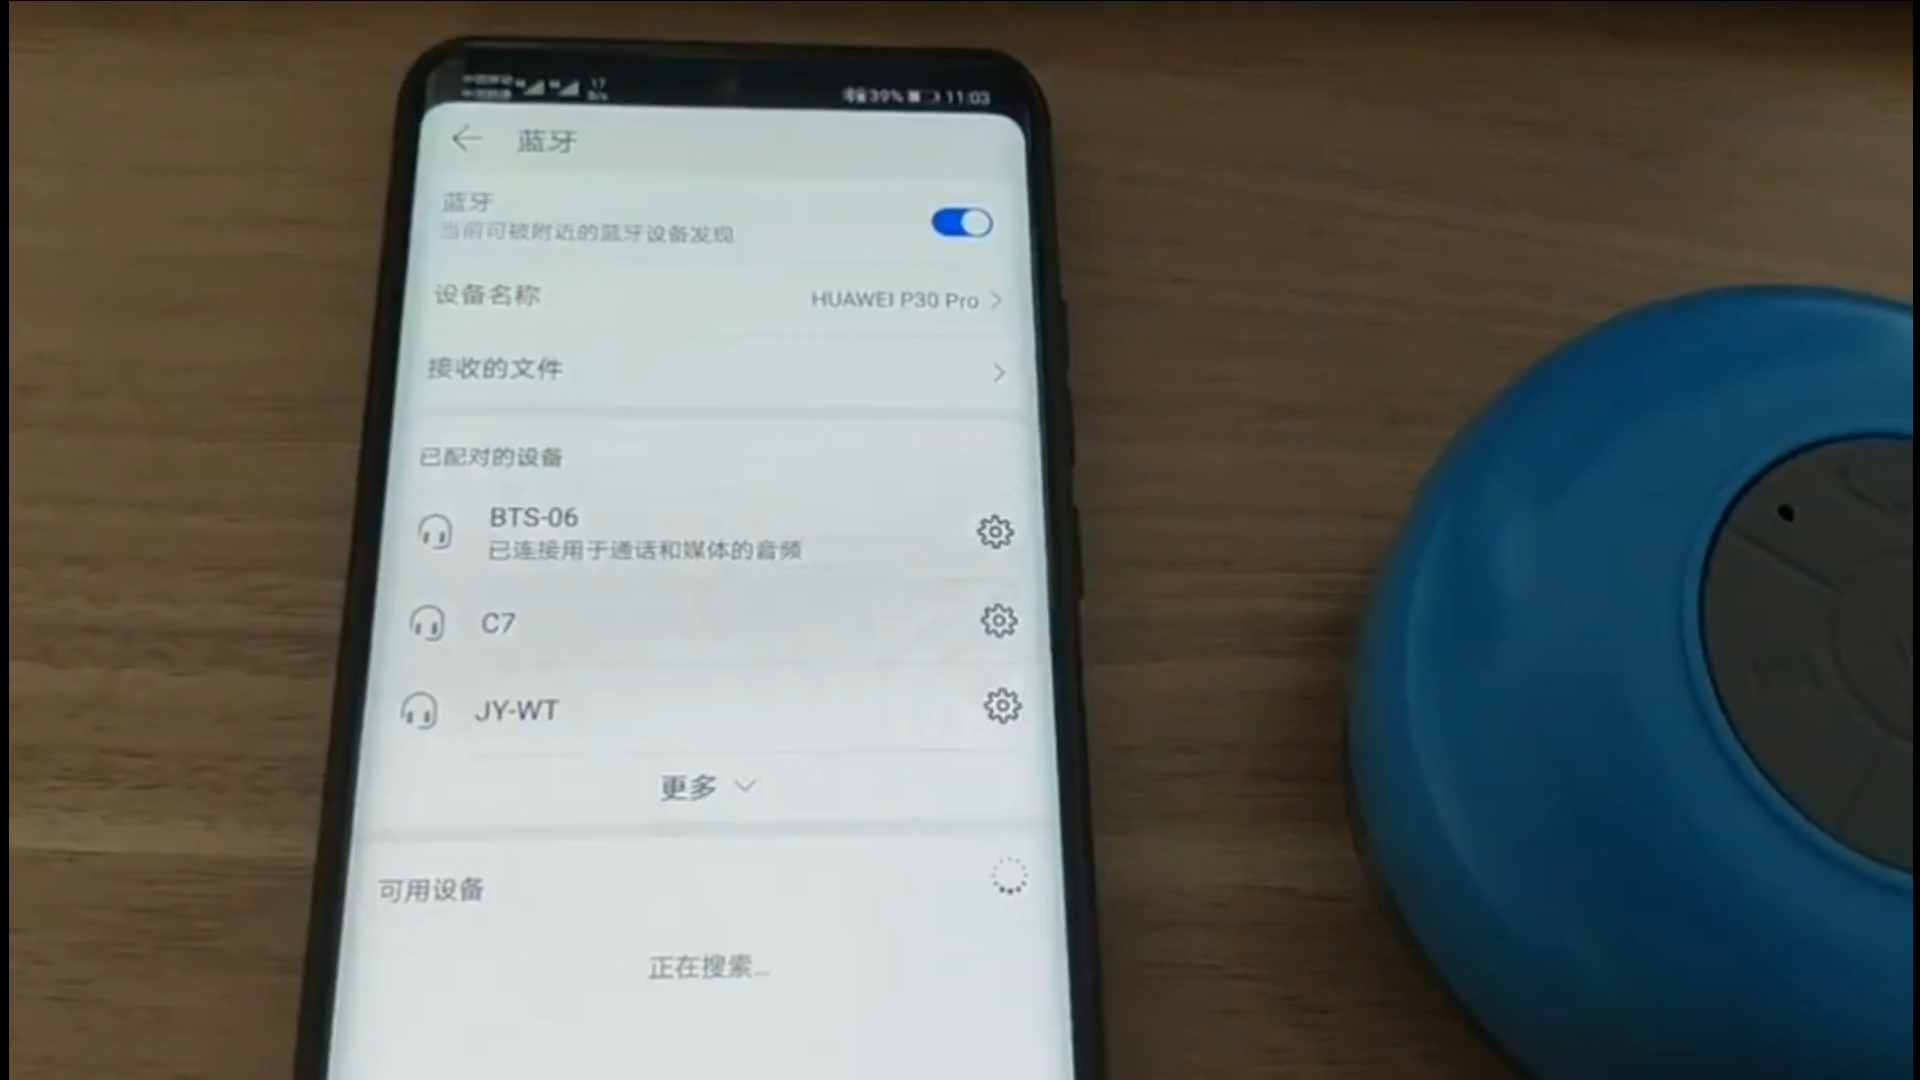 39% 11:03
蓝牙
蓝牙
当前可被附近的蓝牙设备发现
设备名称 HUAWEI P30 Pro
接收的文件
已配对的设备
BTS-06
已连接用于通话和媒体的音频
C7
JY-WT
更多
可用设备
正在搜索...